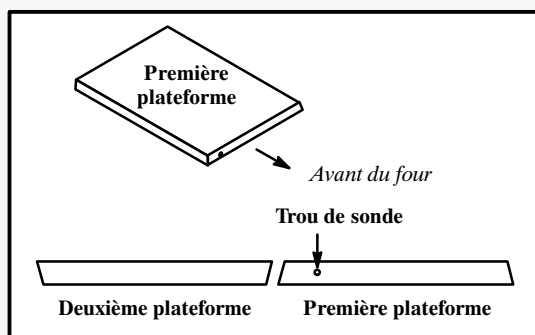 Première
plateforme
Avant du four
Trou de sonde
Deuxième plateforme
Première plateforme